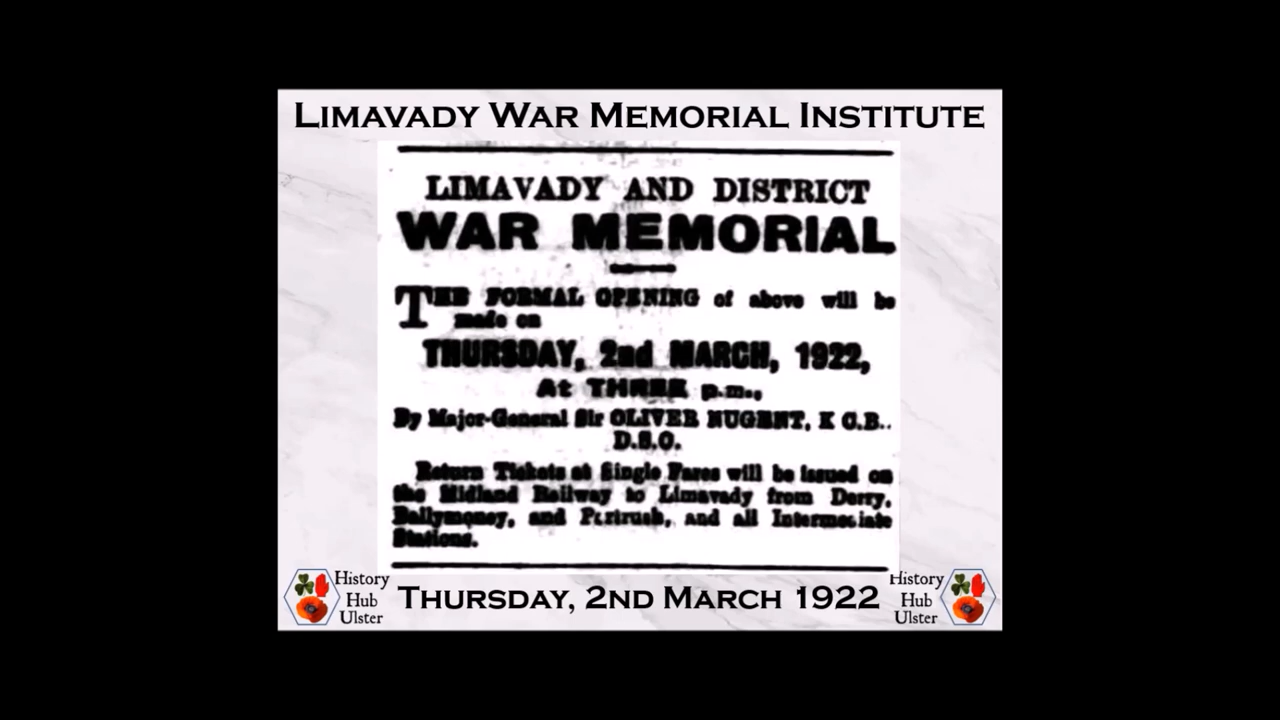 LIMAVADY WAR MEMORIAL INSTITUTE
LIMAVADY AND DISTRICT
WAR MEMORIAL
THE FORMAL OPENING of above will be
made on
THURSDAY, 2nd MARCH, 1922,
At THREE p.m.,
By Major-General Sir OLIVER NUGENT, K C.B..
D.S.O.
Return Tickets at Single Fares will be issued on
the Midland Railway to Limavady from Derry,
Ballymoney, and Portrush, and all Intermediate
Stations.
History
Hub
Ulster
THURSDAY, 2ND MARCH 1922
History
Hub
Ulster